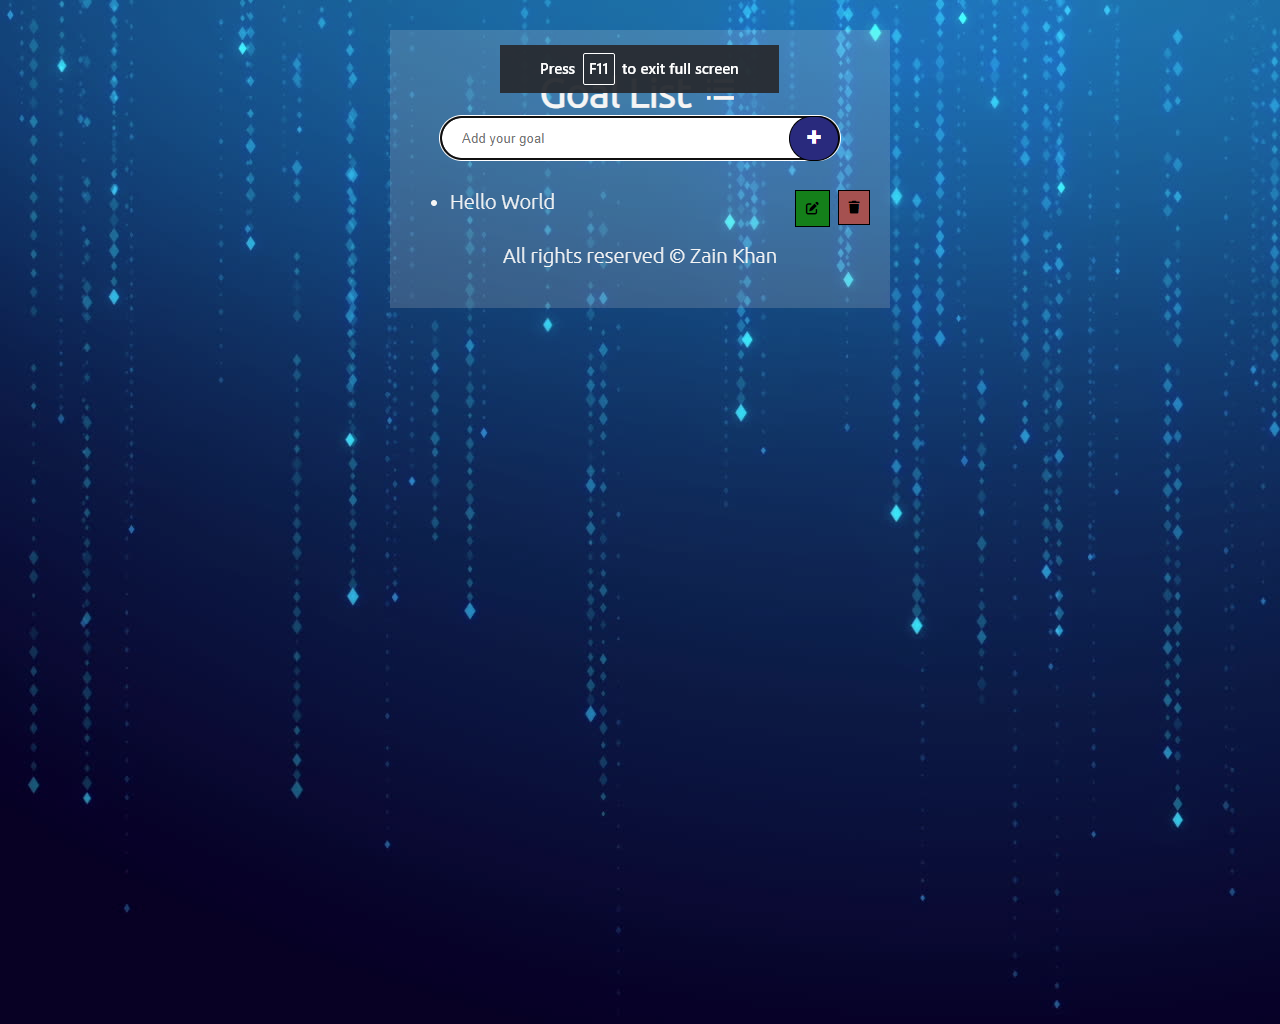 Press F11 to exit full screen
Goal List
Add your goal
Hello World
All rights reserved © Zain Khan